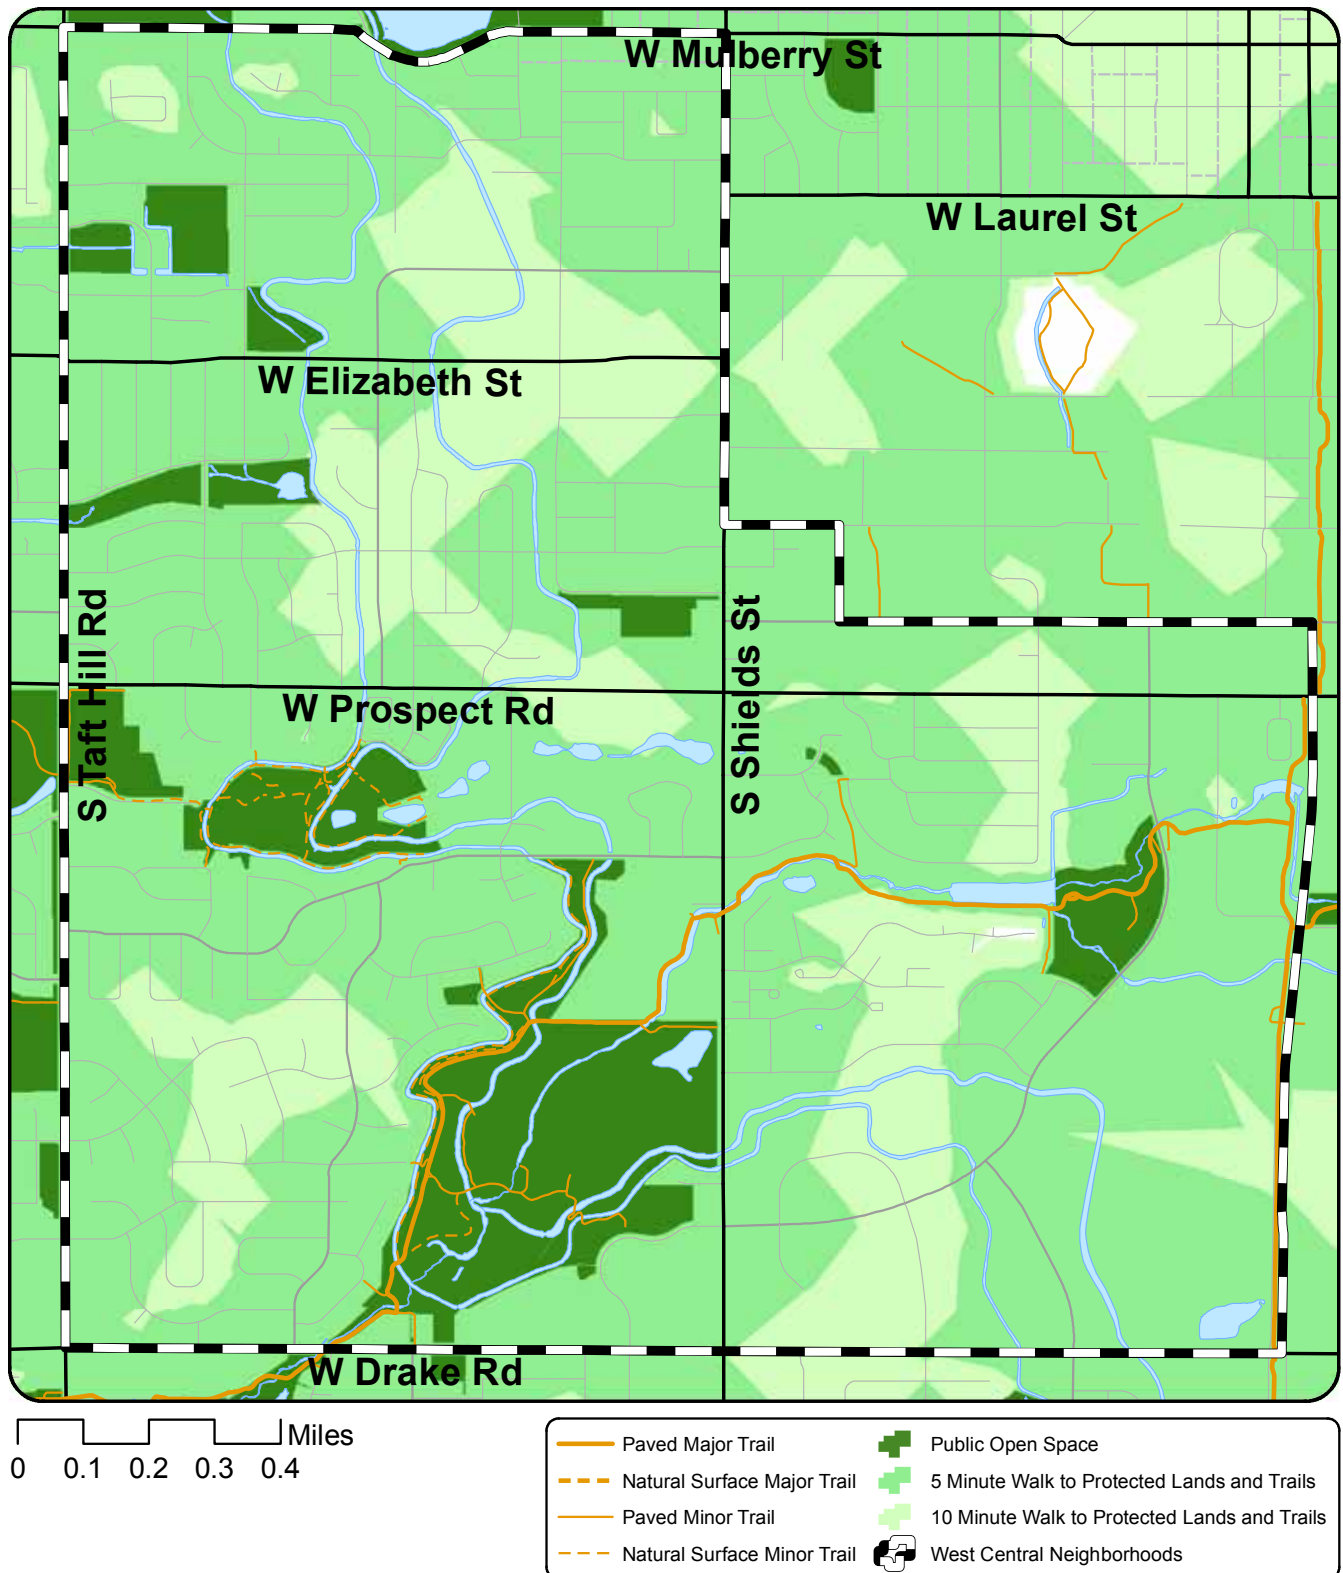 W Mulberry St
W Laurel St
W Elizabeth St
S Taft Hill Rd
S Shields St
W Prospect Rd
W Drake Rd
Miles
0 0.1 0.2 0.3 0.4
Paved Major Trail
Natural Surface Major Trail
Paved Minor Trail
Natural Surface Minor Trail
Public Open Space
5 Minute Walk to Protected Lands and Trails
10 Minute Walk to Protected Lands and Trails
West Central Neighborhoods